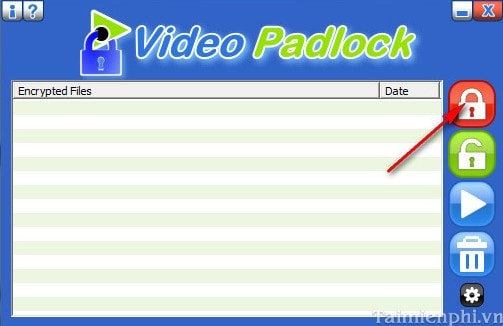 Video Padlock
Encrypted Files Date
Taimienphi.vn